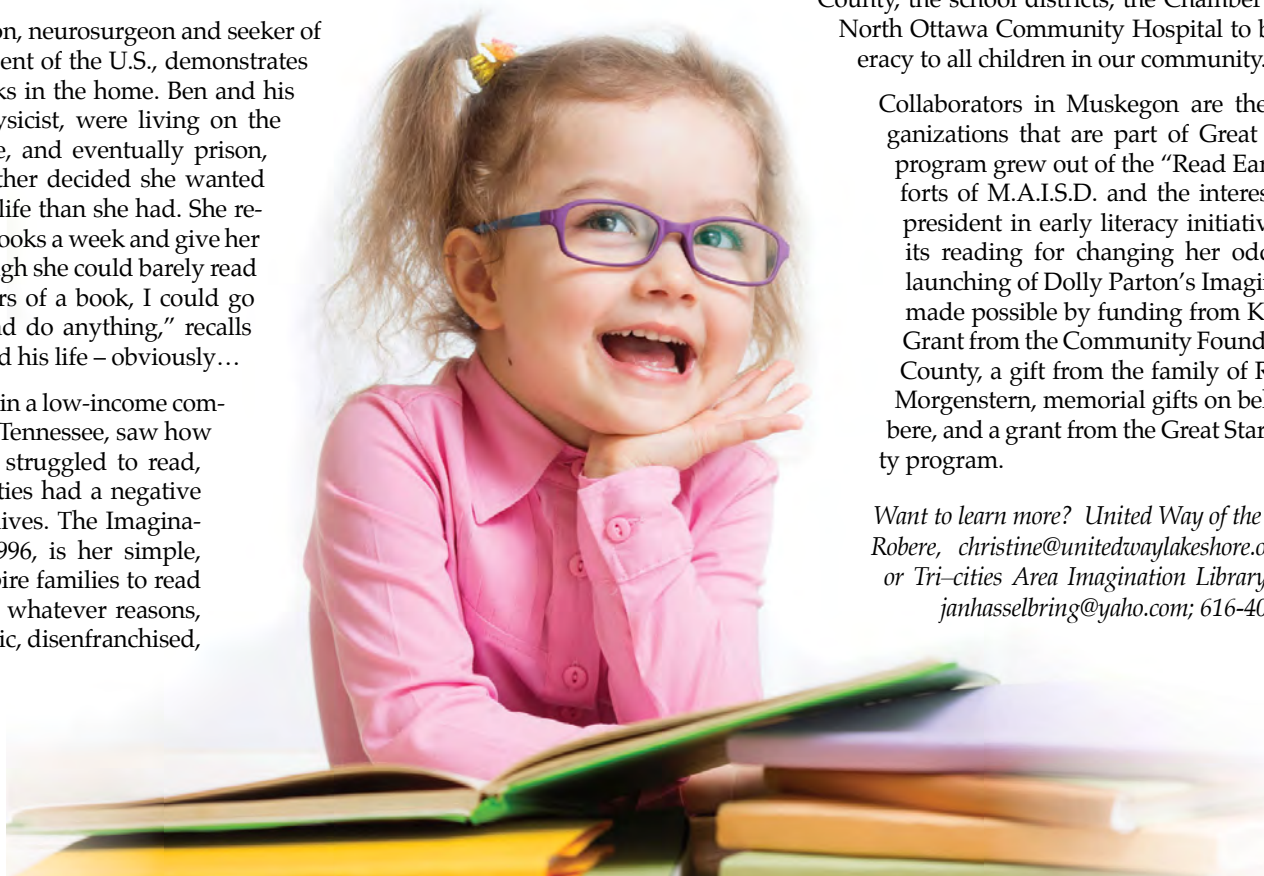 on, neurosurgeon and seeker of
ent of the U.S., demonstrates
ks in the home. Ben and his
ysicist, were living on the
e, and eventually prison,
ther decided she wanted
life than she had. She re-
ooks a week and give her
gh she could barely read
rs of a book, I could go
nd do anything,” recalls
d his life – obviously…
in a low-income com-
Tennessee, saw how
struggled to read,
ties had a negative
lives. The Imagina-
996, is her simple,
pire families to read
whatever reasons,
ic, disenfranchised,
County, the school districts, the Chamber
North Ottawa Community Hospital to b
eracy to all children in our community.
Collaborators in Muskegon are the
ganizations that are part of Great
program grew out of the “Read Ear
forts of M.A.I.S.D. and the interes
president in early literacy initiativ
its reading for changing her odd
launching of Dolly Parton’s Imagin
made possible by funding from K
Grant from the Community Found
County, a gift from the family of R
Morgenstern, memorial gifts on bel
bere, and a grant from the Great Star
ty program.
Want to learn more? United Way of the
Robere, christine@unitedwaylakeshore.o
or Tri–cities Area Imagination Library
janhasselbring@yaho.com; 616-40